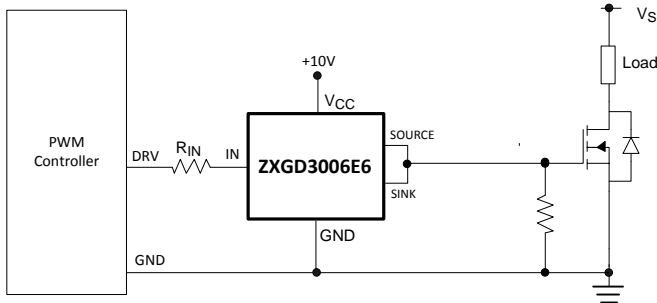 VS
Load
+10V
VCC
PWM
Controller
DRV
RIN
IN
ZXGD3006E6
SOURCE
SINK
GND
GND